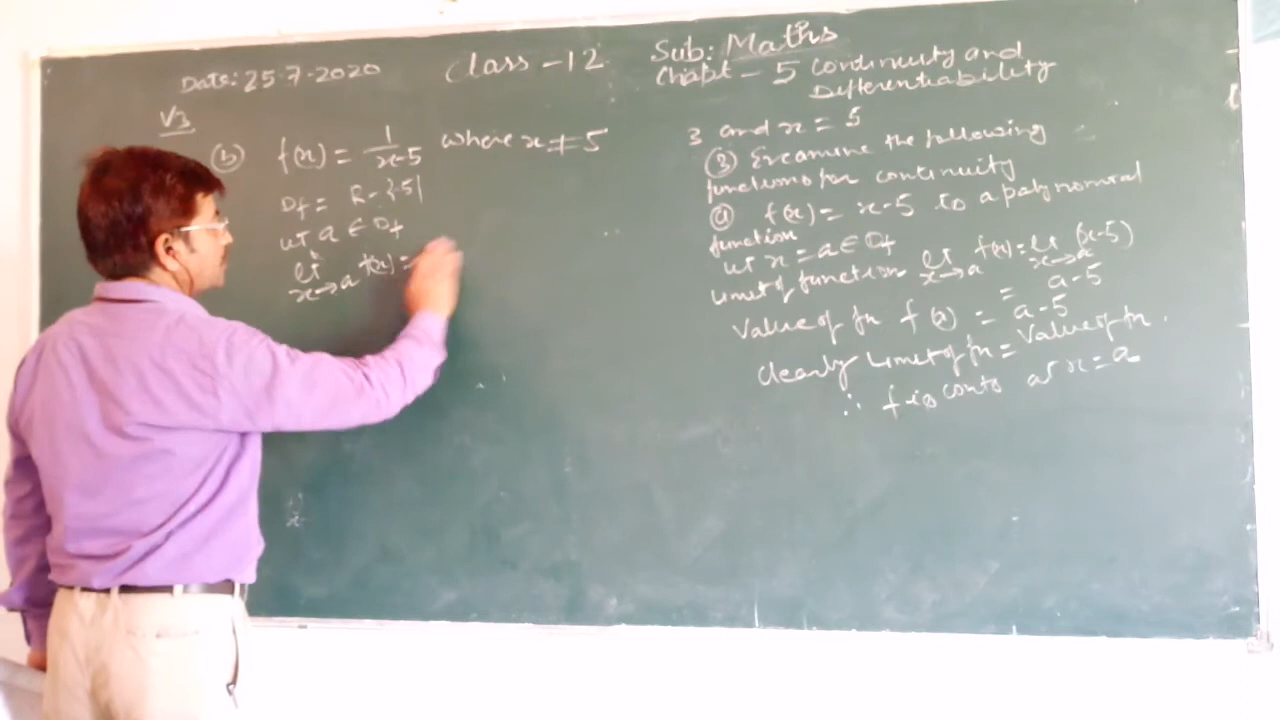 Date: 25.7.2020
Class - 12
Sub: Maths
Chapt - 5 Continuity and
Differentiability
V3
(b) f(x) = 1/x-5 where x ≠ 5
Df = R - {5}
let a ∈ Df
lt x→a f(x) =
3 and x = 5
(3) Examine the following
functions for continuity
(a) f(x) = x-5 is a polynomial
function
let x = a ∈ Df
limit of function lt x→a f(x) = lt x→a (x-5)
= a-5
Value of fn f(a) = a-5
Clearly limit of fn = Value of fn.
∴ f is conts at x = a